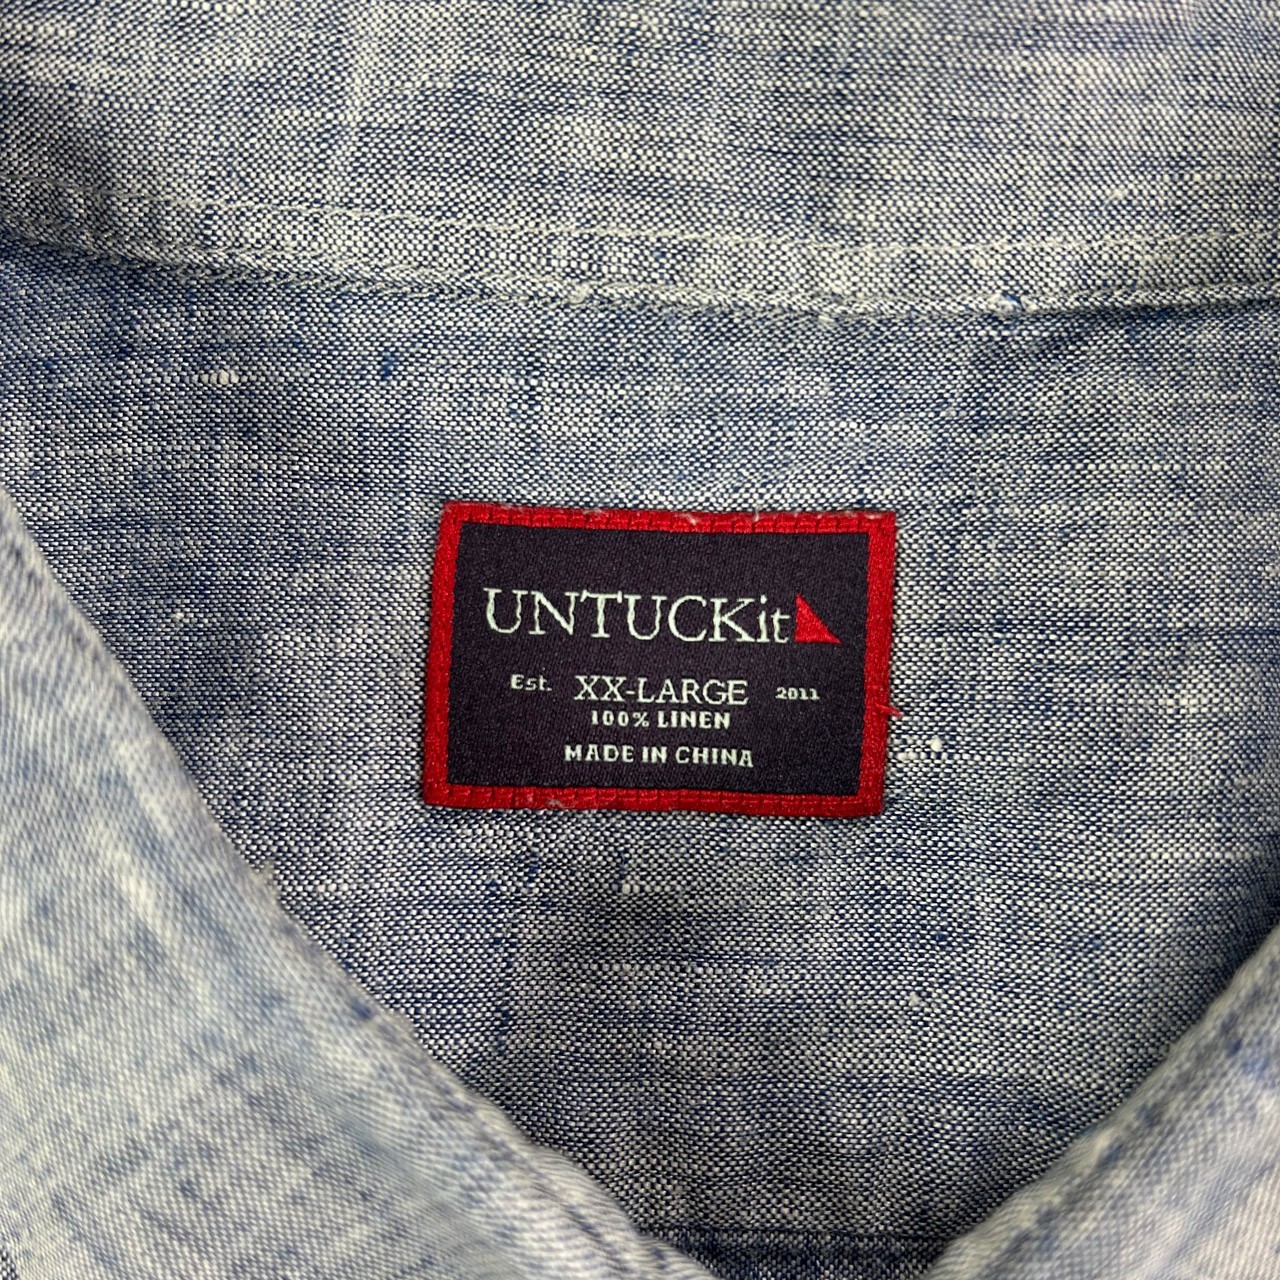 UNTUCKit
Est. XX-LARGE 2011
100% LINEN
MADE IN CHINA